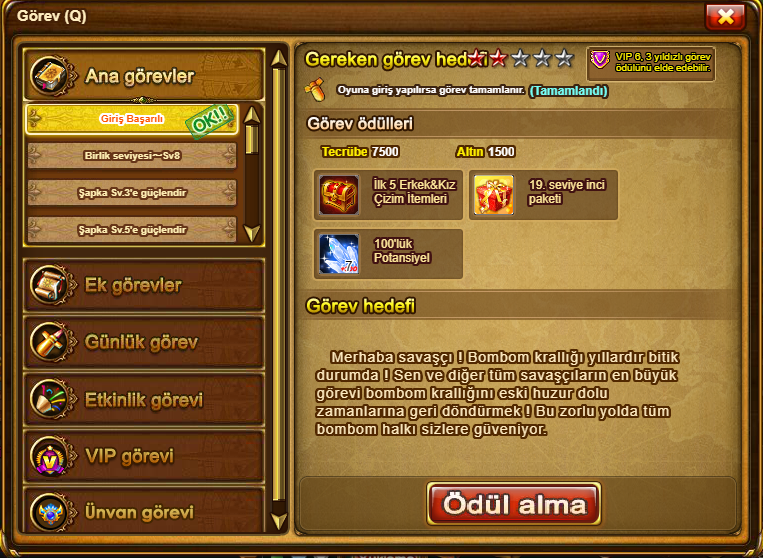 Görev (Q)
Ana görevler
Giriş Başarılı
OK!!
Birlik seviyesi~Sv8
Şapka Sv.3'e güçlendir
Şapka Sv.5'e güçlendir
Ek görevler
Günlük görev
Etkinlik görevi
VIP görevi
Ünvan görevi
Gereken görev hedefi
VIP 6, 3 yıldızlı görev
ödülünü elde edebilir.
Oyuna giriş yapılırsa görev tamamlanır. (Tamamlandı)
Görev ödülleri
Tecrübe 7500 Altın 1500
İlk 5 Erkek&Kız
Çizim İtemleri
19. seviye inci
paketi
7
100'lük
Potansiyel
Görev hedefi
Merhaba savaşçı ! Bombom krallığı yıllardır bitik
durumda ! Sen ve diğer tüm savaşçıların en büyük
görevi bombom krallığını eski huzur dolu
zamanlarına geri döndürmek ! Bu zorlu yolda tüm
bombom halkı sizlere güveniyor.
Ödül alma